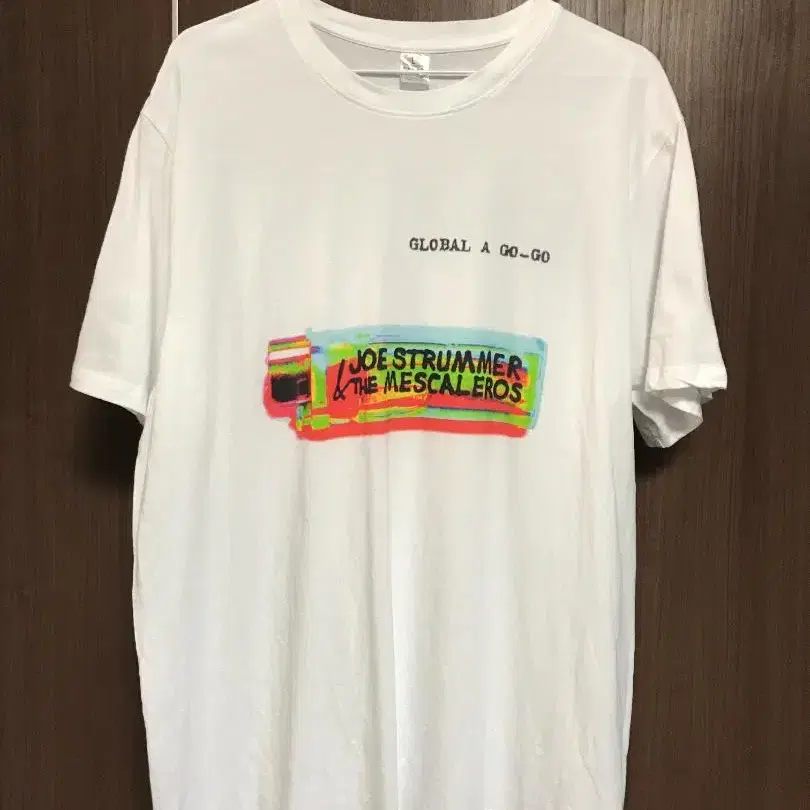 L
GLOBAL A GO-GO
JOE STRUMMER
& THE MESCALEROS